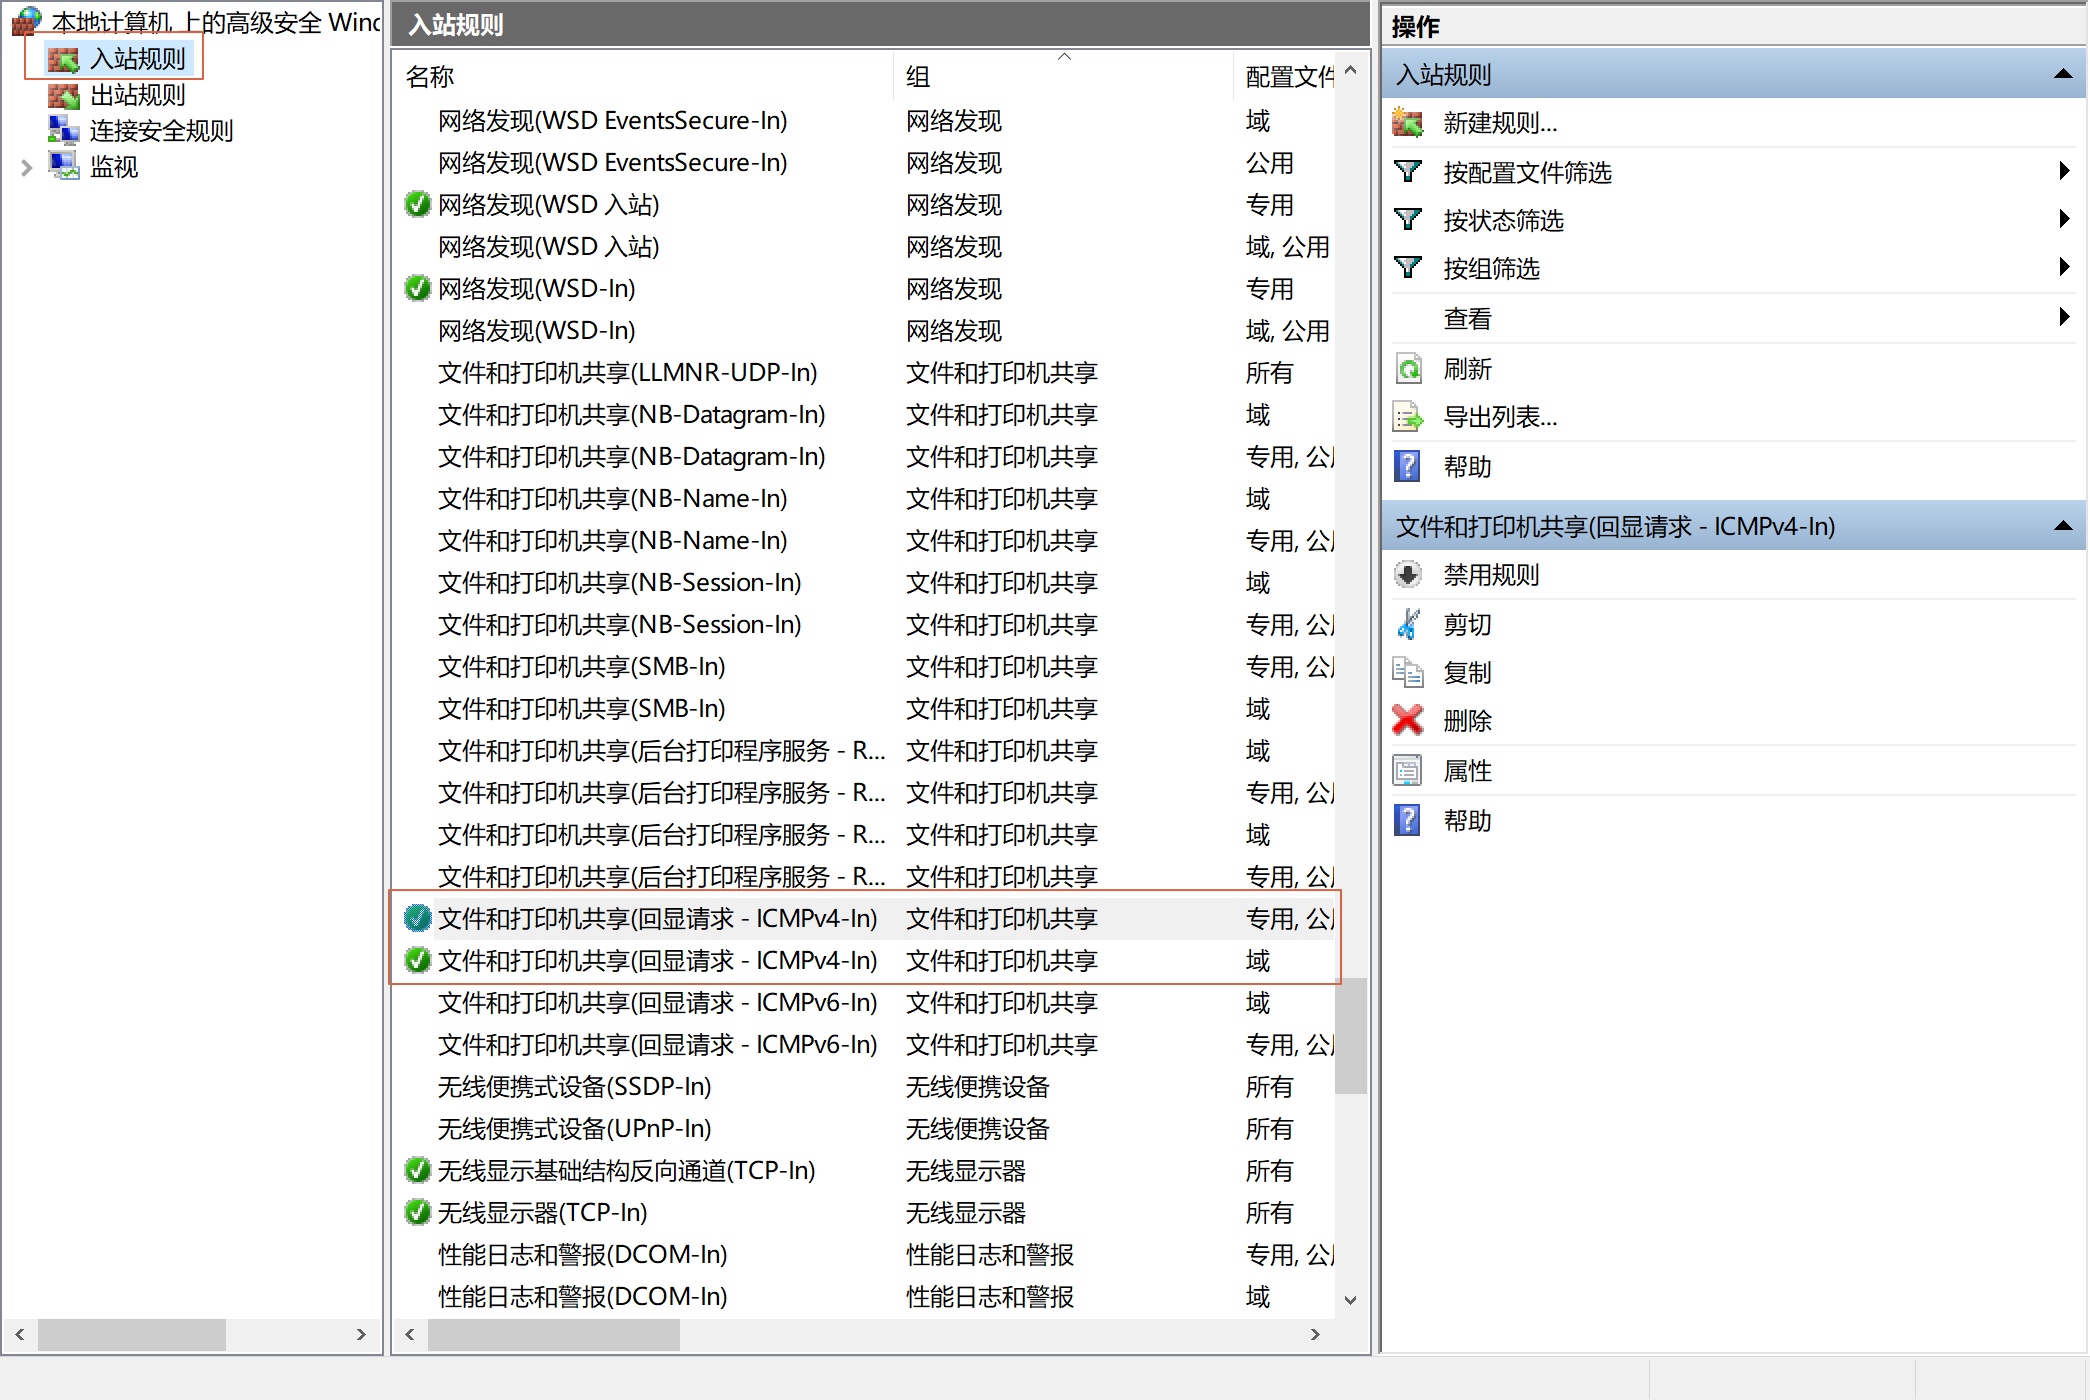 本地计算机 上的高级安全 Wind
入站规则
出站规则
连接安全规则
监视
入站规则
名称 组 配置文件
网络发现(WSD EventsSecure-In) 网络发现 域
网络发现(WSD EventsSecure-In) 网络发现 公用
网络发现(WSD 入站) 网络发现 专用
网络发现(WSD 入站) 网络发现 域, 公用
网络发现(WSD-In) 网络发现 专用
网络发现(WSD-In) 网络发现 域, 公用
文件和打印机共享(LLMNR-UDP-In) 文件和打印机共享 所有
文件和打印机共享(NB-Datagram-In) 文件和打印机共享 域
文件和打印机共享(NB-Datagram-In) 文件和打印机共享 专用, 公用
文件和打印机共享(NB-Name-In) 文件和打印机共享 域
文件和打印机共享(NB-Name-In) 文件和打印机共享 专用, 公用
文件和打印机共享(NB-Session-In) 文件和打印机共享 域
文件和打印机共享(NB-Session-In) 文件和打印机共享 专用, 公用
文件和打印机共享(SMB-In) 文件和打印机共享 专用, 公用
文件和打印机共享(SMB-In) 文件和打印机共享 域
文件和打印机共享(后台打印程序服务 - R... 文件和打印机共享 域
文件和打印机共享(后台打印程序服务 - R... 文件和打印机共享 专用, 公用
文件和打印机共享(后台打印程序服务 - R... 文件和打印机共享 域
文件和打印机共享(后台打印程序服务 - R... 文件和打印机共享 专用, 公用
文件和打印机共享(回显请求 - ICMPv4-In) 文件和打印机共享 专用, 公用
文件和打印机共享(回显请求 - ICMPv4-In) 文件和打印机共享 域
文件和打印机共享(回显请求 - ICMPv6-In) 文件和打印机共享 域
文件和打印机共享(回显请求 - ICMPv6-In) 文件和打印机共享 专用, 公用
无线便携式设备(SSDP-In) 无线便携设备 所有
无线便携式设备(UPnP-In) 无线便携设备 所有
无线显示基础结构反向通道(TCP-In) 无线显示器 所有
无线显示器(TCP-In) 无线显示器 所有
性能日志和警报(DCOM-In) 性能日志和警报 专用, 公用
性能日志和警报(DCOM-In) 性能日志和警报 域
操作
入站规则
新建规则...
按配置文件筛选
按状态筛选
按组筛选
查看
刷新
导出列表...
帮助
文件和打印机共享(回显请求 - ICMPv4-In)
禁用规则
剪切
复制
删除
属性
帮助